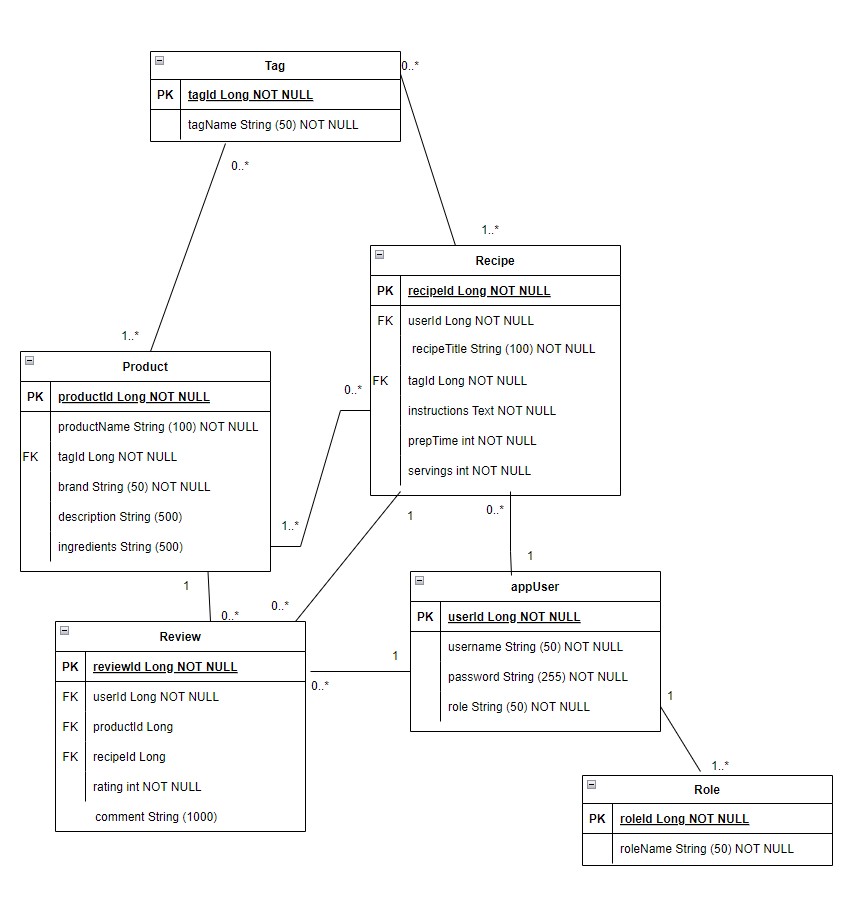 Tag
0..*
PK tagId Long NOT NULL
tagName String (50) NOT NULL
0..*
1..*
Recipe
PK recipeId Long NOT NULL
FK userId Long NOT NULL
recipeTitle String (100) NOT NULL
FK tagId Long NOT NULL
instructions Text NOT NULL
prepTime int NOT NULL
servings int NOT NULL
1..*
Product
PK productId Long NOT NULL
productName String (100) NOT NULL
FK tagId Long NOT NULL
brand String (50) NOT NULL
description String (500)
ingredients String (500)
0..*
1..*
1
0..*
1
1
0..*
0..*
appUser
PK userId Long NOT NULL
username String (50) NOT NULL
password String (255) NOT NULL
role String (50) NOT NULL
Review
PK reviewId Long NOT NULL
FK userId Long NOT NULL
FK productId Long
FK recipeId Long
rating int NOT NULL
comment String (1000)
1
0..*
1
1..*
Role
PK roleId Long NOT NULL
roleName String (50) NOT NULL